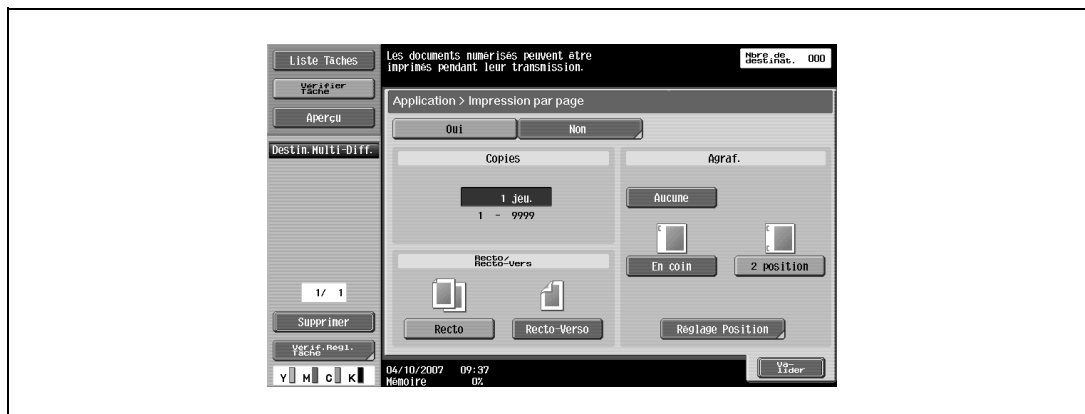 Liste Tâches
Vérifier
Tâche
Aperçu
Destin.Multi-Diff.
1/ 1
Supprimer
Vérif.Régl.
Tâche
Y M C K
Les documents numérisés peuvent être
imprimés pendant leur transmission.
Nbre de
destinat. 000
Application > Impression par page
Oui
Non
Copies
1 jeu.
1 - 9999
Recto/
Recto-Vers
Recto
Recto-Verso
Agraf.
Aucune
En coin
2 position
Réglage Position
04/10/2007 09:37
Mémoire 0%
Va-
lider